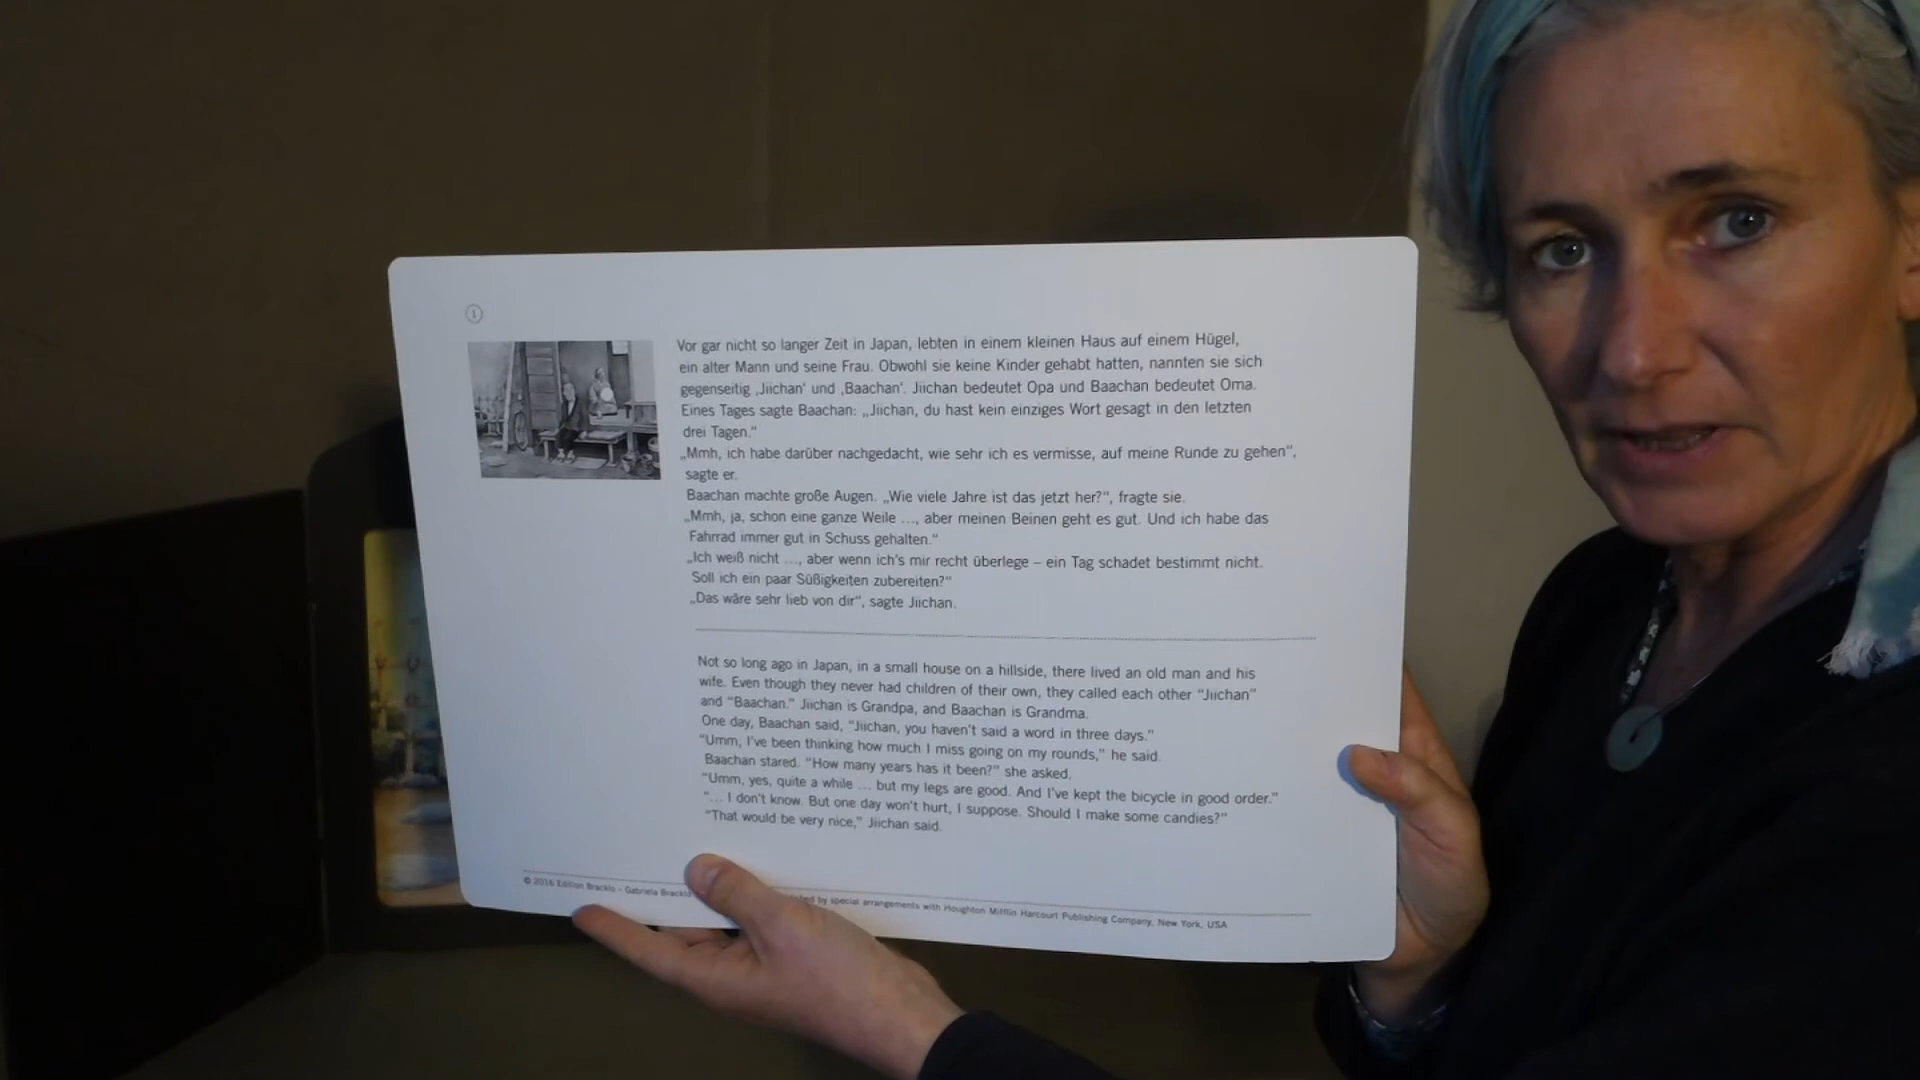 1
Vor gar nicht so langer Zeit in Japan, lebten in einem kleinen Haus auf einem Hügel,
ein alter Mann und seine Frau. Obwohl sie keine Kinder gehabt hatten, nannten sie sich
gegenseitig ‚Jiichan‘ und ‚Baachan‘. Jiichan bedeutet Opa und Baachan bedeutet Oma.
Eines Tages sagte Baachan: „Jiichan, du hast kein einziges Wort gesagt in den letzten
drei Tagen.“
„Mmh, ich habe darüber nachgedacht, wie sehr ich es vermisse, auf meine Runde zu gehen“,
sagte er.
Baachan machte große Augen. „Wie viele Jahre ist das jetzt her?“, fragte sie.
„Mmh, ja, schon eine ganze Weile ..., aber meinen Beinen geht es gut. Und ich habe das
Fahrrad immer gut in Schuss gehalten.“
„Ich weiß nicht ..., aber wenn ich's mir recht überlege – ein Tag schadet bestimmt nicht.
Soll ich ein paar Süßigkeiten zubereiten?“
„Das wäre sehr lieb von dir“, sagte Jiichan.
Not so long ago in Japan, in a small house on a hillside, there lived an old man and his
wife. Even though they never had children of their own, they called each other “Jiichan”
and “Baachan.” Jiichan is Grandpa, and Baachan is Grandma.
One day, Baachan said, “Jiichan, you haven't said a word in three days.”
“Umm, I've been thinking how much I miss going on my rounds,” he said.
Baachan stared. “How many years has it been?” she asked.
“Umm, yes, quite a while ... but my legs are good. And I've kept the bicycle in good order.”
“... I don't know. But one day won't hurt, I suppose. Should I make some candies?”
“That would be very nice,” Jiichan said.
© 2016 Edition Bracklo – Gabriela Bracklo by special arrangements with Houghton Mifflin Harcourt Publishing Company, New York, USA